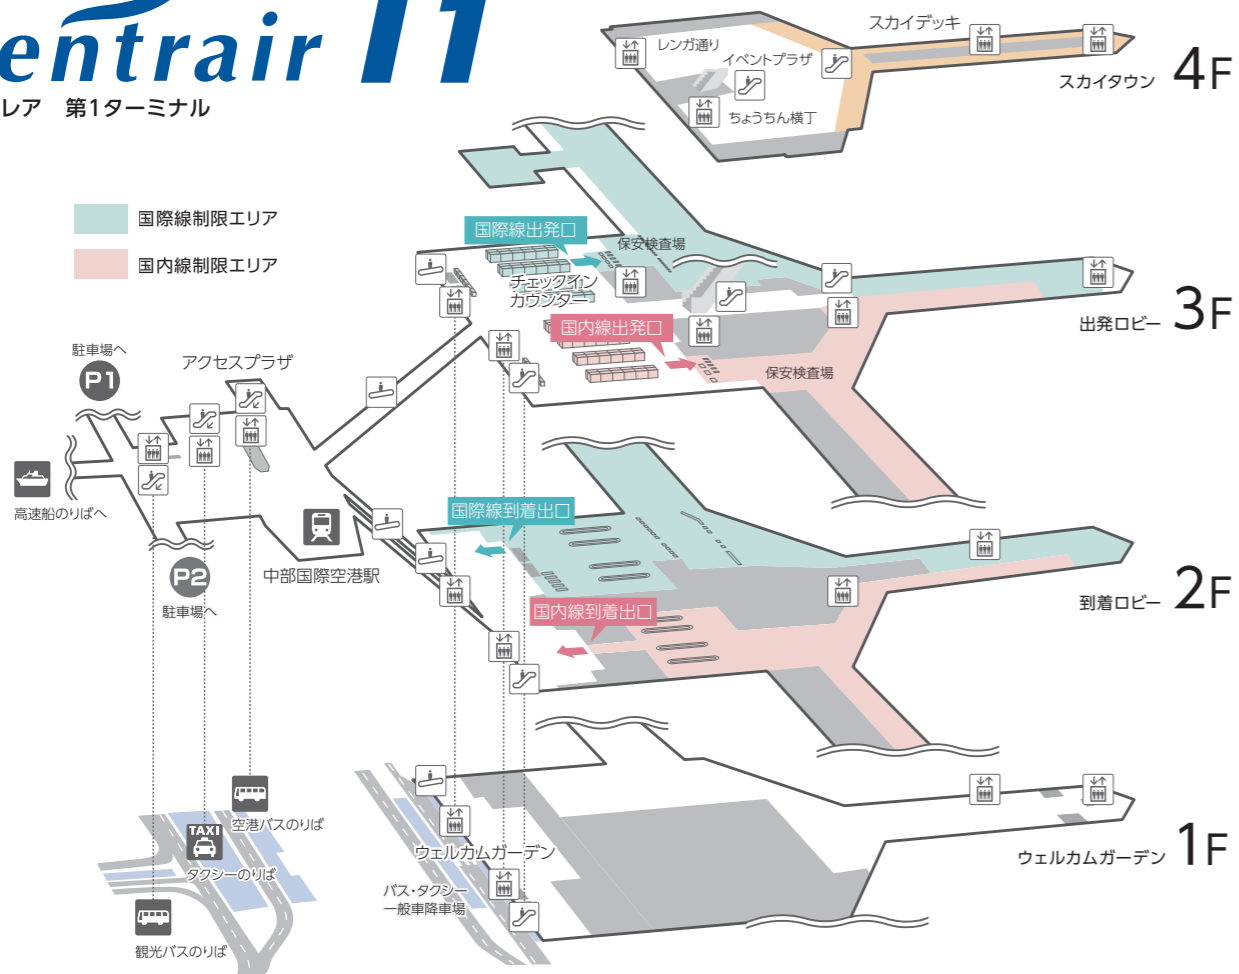 entrair T1
レア 第1ターミナル
国際線制限エリア
国内線制限エリア
スカイデッキ
レンガ通り
イベントプラザ
ちょうちん横丁
スカイタウン 4F
国際線出発口
保安検査場
チェックイン
カウンター
国内線出発口
保安検査場
出発ロビー 3F
駐車場へ
P1
アクセスプラザ
高速船のりばへ
中部国際空港駅
P2
駐車場へ
国際線到着出口
国内線到着出口
到着ロビー 2F
空港バスのりば
TAXI
タクシーのりば
観光バスのりば
ウェルカムガーデン
バス・タクシー
一般車降車場
ウェルカムガーデン 1F